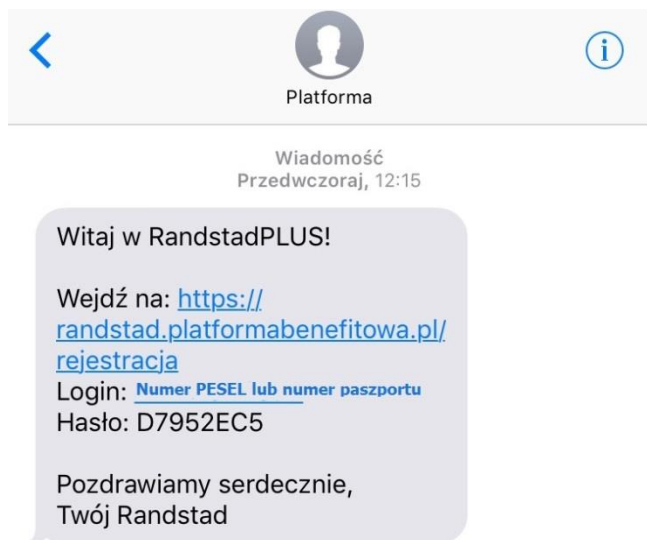 Platforma
Wiadomość
Przedwczoraj, 12:15
Witaj w RandstadPLUS!
Wejdź na: https://
randstad.platformabenefitowa.pl/
rejestracja
Login: Numer PESEL lub numer paszportu
Hasło: D7952EC5
Pozdrawiamy serdecznie,
Twój Randstad